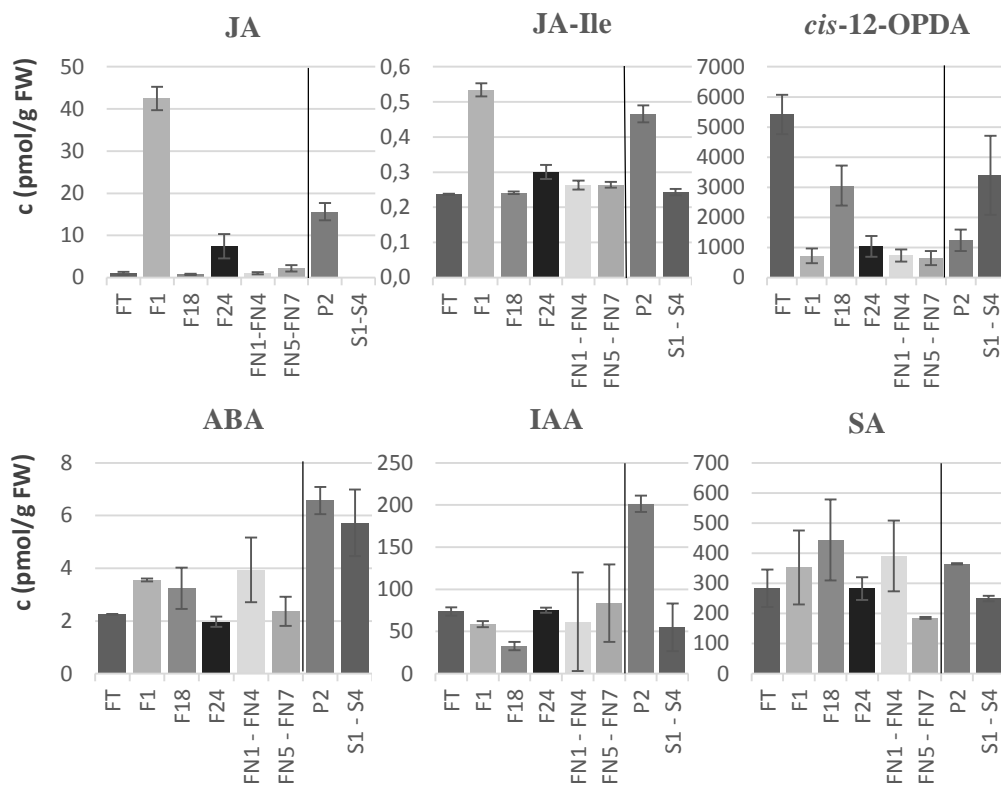 JA
JA-Ile
cis-12-OPDA
c (pmol/g FW)
50
40
30
20
10
0
FT
F1
F18
F24
FN1-FN4
FN5-FN7
P2
S1-S4
0,6
0,5
0,4
0,3
0,2
0,1
0,0
FT
F1
F18
F24
FN1 - FN4
FN5 - FN7
P2
S1 - S4
7000
6000
5000
4000
3000
2000
1000
0
FT
F1
F18
F24
FN1 - FN4
FN5 - FN7
P2
S1 - S4
ABA
IAA
SA
c (pmol/g FW)
8
6
4
2
0
FT
F1
F18
F24
FN1 - FN4
FN5 - FN7
P2
S1 - S4
250
200
150
100
50
0
FT
F1
F18
F24
FN1 - FN4
FN5 - FN7
P2
S1 - S4
700
600
500
400
300
200
100
0
FT
F1
F18
F24
FN1 - FN4
FN5 - FN7
P2
S1 - S4